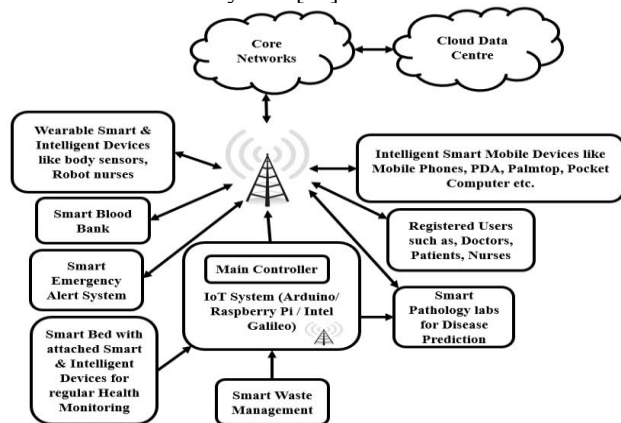 Core
Networks
Cloud Data
Centre
Wearable Smart &
Intelligent Devices
like body sensors,
Robot nurses
Intelligent Smart Mobile Devices like
Mobile Phones, PDA, Palmtop, Pocket
Computer etc.
Smart Blood
Bank
Registered Users
such as, Doctors,
Patients, Nurses
Smart
Emergency
Alert System
Main Controller
IoT System (Arduino/
Raspberry Pi / Intel
Galileo)
Smart
Pathology labs
for Disease
Prediction
Smart Bed with
attached Smart
& Intelligent
Devices for
regular Health
Monitoring
Smart Waste
Management